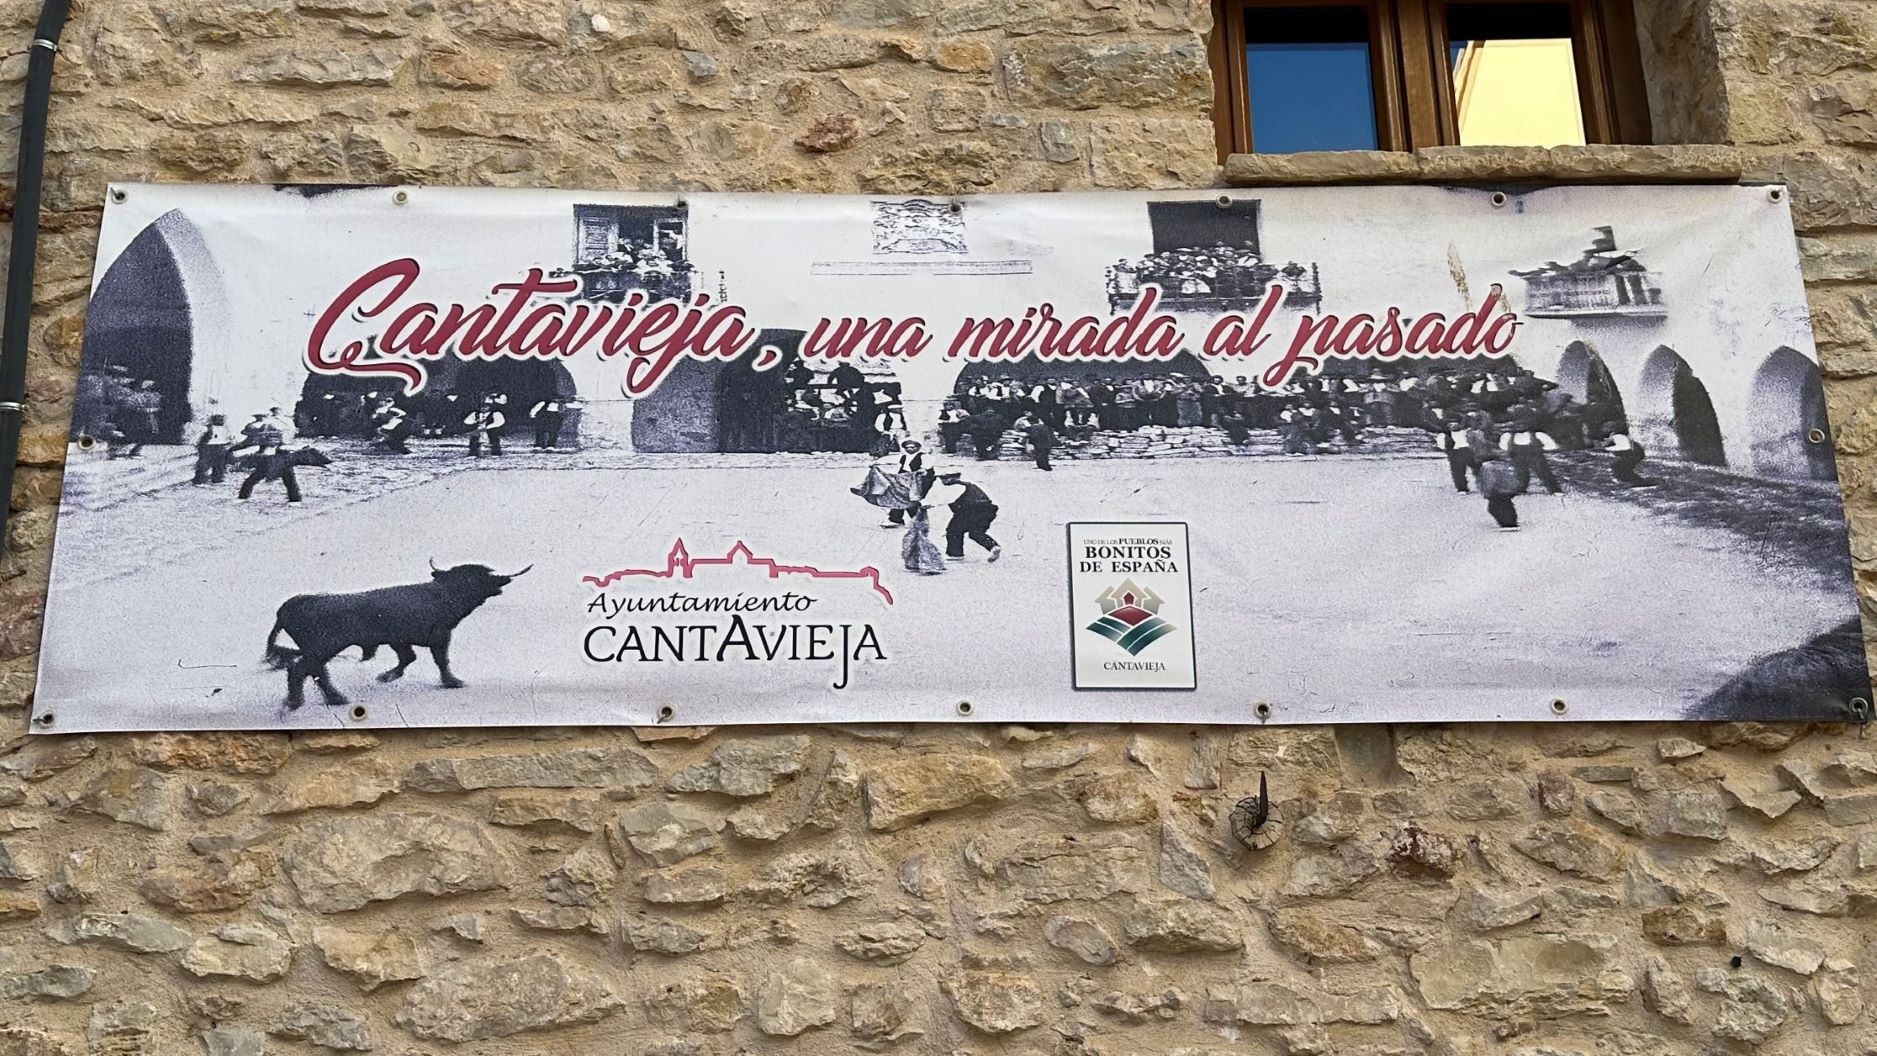 Cantavieja, una mirada al pasado
Ayuntamiento
CANTAVIEJA
UNO DE LOS PUEBLOS MÁS
BONITOS
DE ESPAÑA
CANTAVIEJA